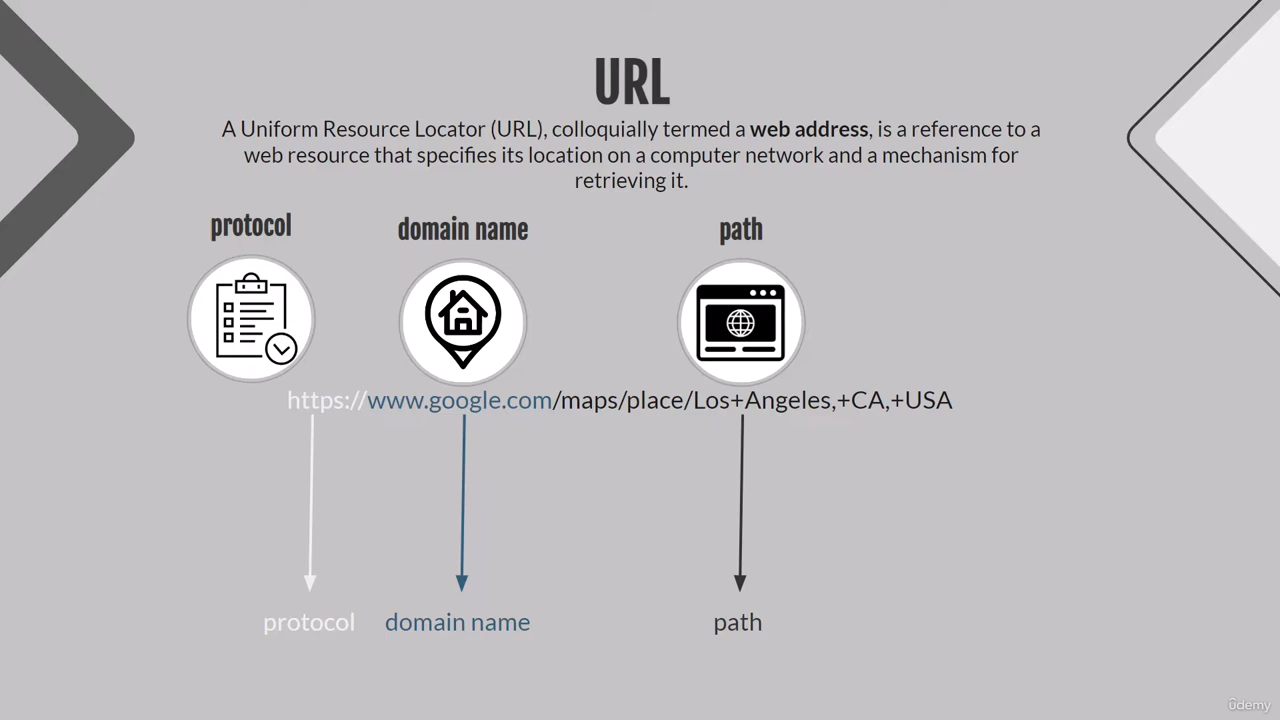 URL
A Uniform Resource Locator (URL), colloquially termed a web address, is a reference to a
web resource that specifies its location on a computer network and a mechanism for
retrieving it.
protocol
domain name
path
https://www.google.com/maps/place/Los+Angeles,+CA,+USA
protocol
domain name
path
ûdemy